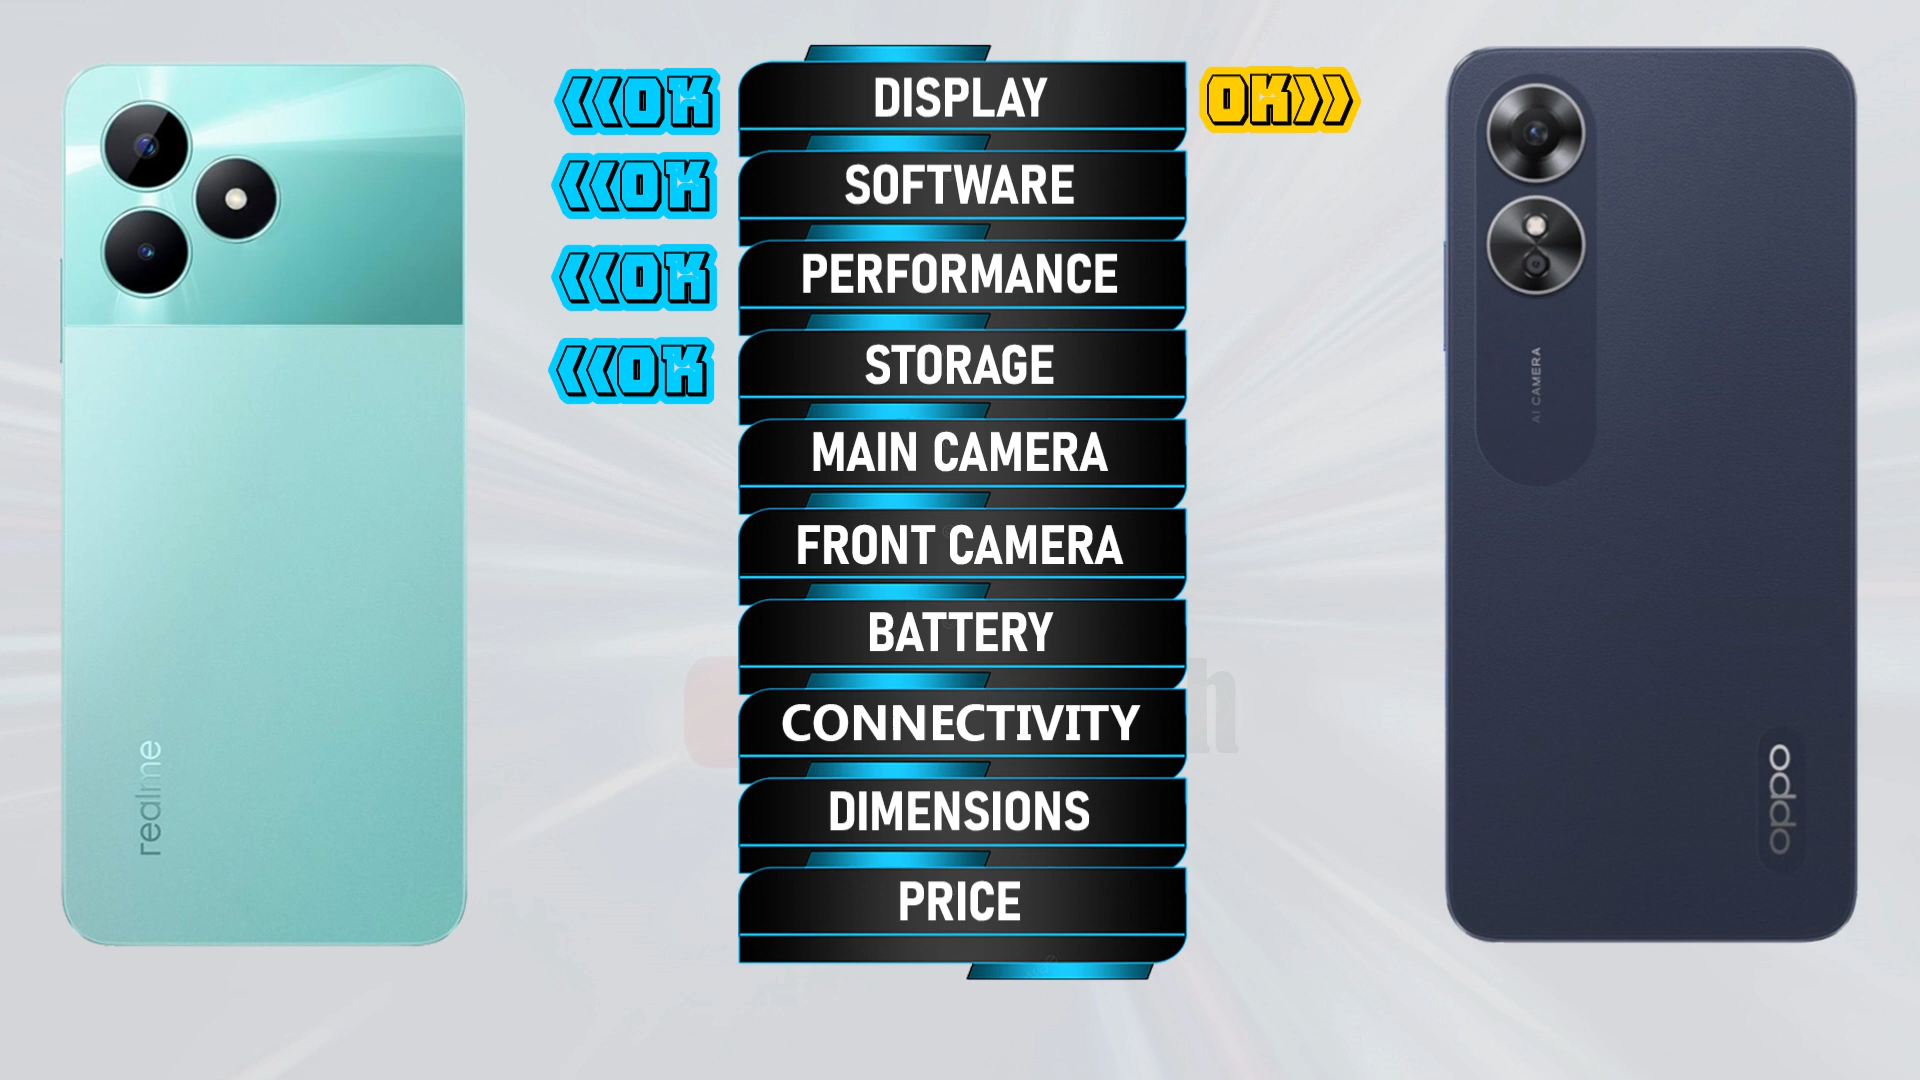 <<OK DISPLAY OK>>
<<OK SOFTWARE
<<OK PERFORMANCE
<<OK STORAGE
MAIN CAMERA
FRONT CAMERA
BATTERY
CONNECTIVITY
DIMENSIONS
PRICE
realme
AI CAMERA
oppo